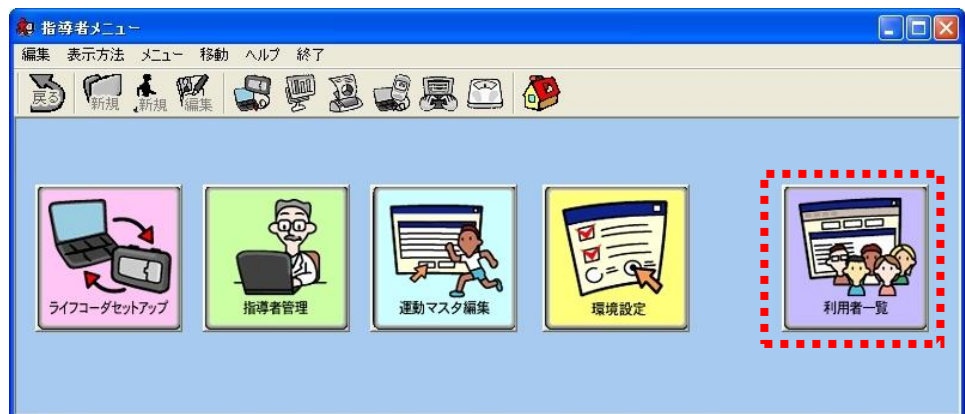 指導者メニュー
編集 表示方法 メニュー 移動 ヘルプ 終了
戻る 新規 新規 編集
ライフコーダセットアップ 指導者管理 運動マスタ編集 環境設定 利用者一覧